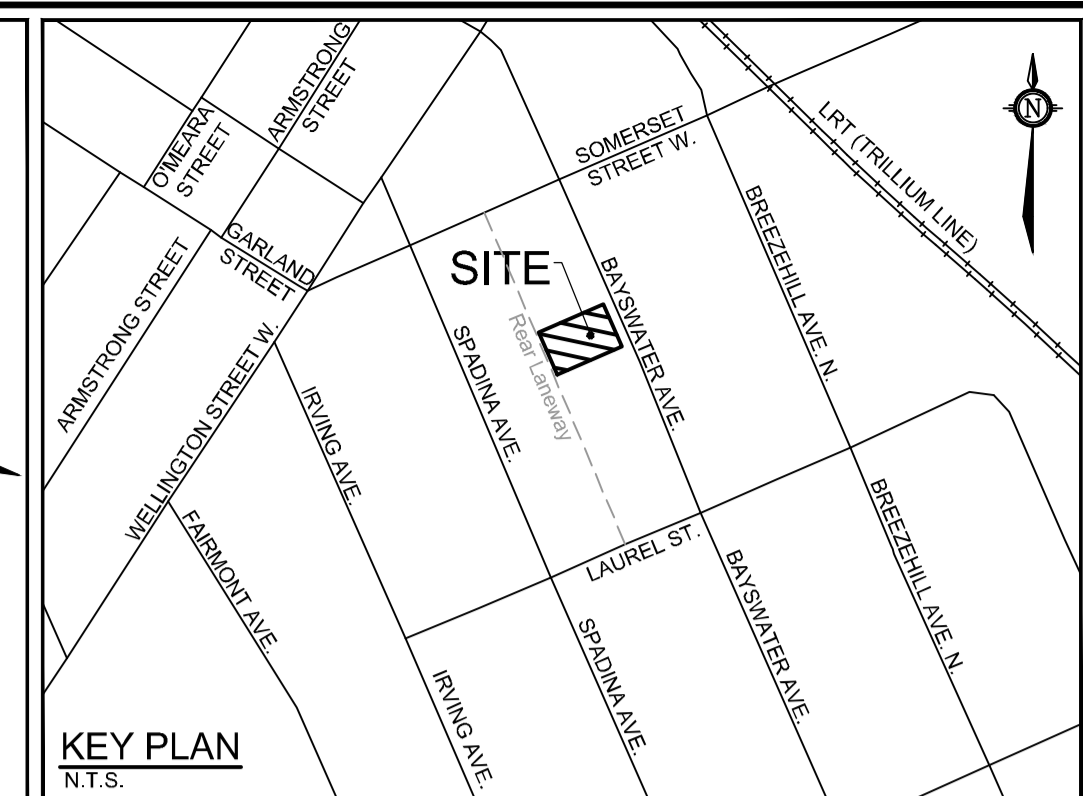 ARMSTRONG
STREET
O'MEARA
STREET
SOMERSET
STREET W.
LRT (TRILLIUM LINE)
N
GARLAND
STREET
SITE
BAYSWATER AVE.
BREEZEHILL AVE. N.
ARMSTRONG STREET
WELLINGTON STREET W.
SPADINA AVE.
Rear Laneway
IRVING AVE.
FAIRMONT AVE.
LAUREL ST.
BREEZEHILL AVE. N.
BAYSWATER AVE.
SPADINA AVE.
IRVING AVE.
KEY PLAN
N.T.S.